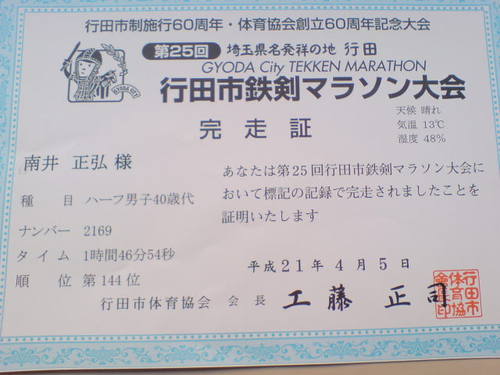 行田市制施行60周年・体育協会創立60周年記念大会
第25回 埼玉県名発祥の地 行田
GYODA City TEKKEN MARATHON
行田市鉄剣マラソン大会
完走証
天候 晴れ
気温 13℃
湿度 48%
南井 正弘 様
種目 ハーフ男子40歳代
ナンバー 2169
タイム 1時間46分54秒
順位 第144位
あなたは第25回行田市鉄剣マラソン大会に
おいて標記の記録で完走されましたことを
証明いたします
平成21年4月5日
行田市体育協会 会長 工藤 正司
行田市
体育協
会印